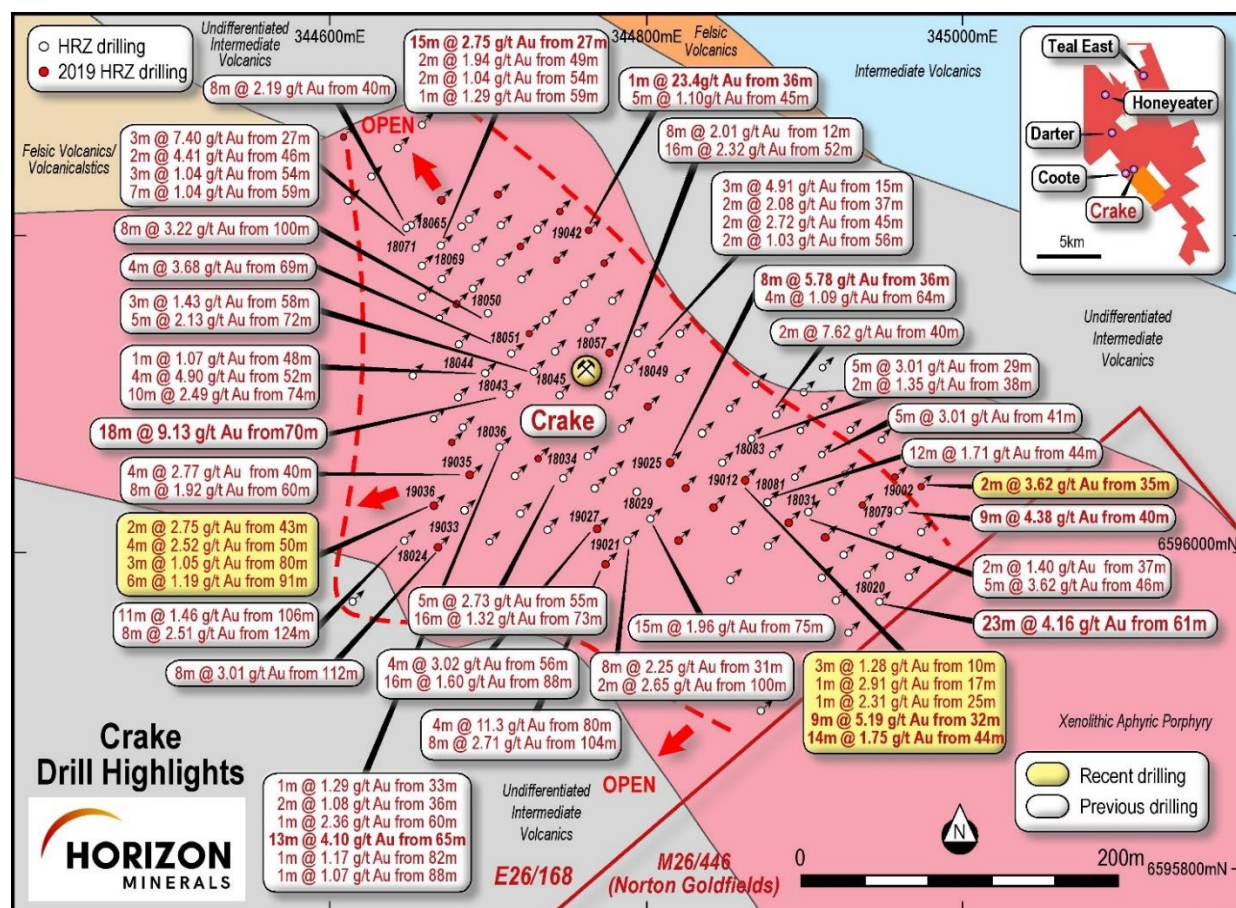 HRZ drilling
2019 HRZ drilling
Undifferentiated
Intermediate
Volcanics
344600mE
344800mE
345000mE
Felsic
Volcanics
Intermediate Volcanics
Teal East
Honeyeater
Darter
Coote
Crake
5km
Felsic Volcanics/
Volcanicalstics
OPEN
8m @ 2.19 g/t Au from 40m
15m @ 2.75 g/t Au from 27m
2m @ 1.94 g/t Au from 49m
2m @ 1.04 g/t Au from 54m
1m @ 1.29 g/t Au from 59m
1m @ 23.4g/t Au from 36m
5m @ 1.10g/t Au from 45m
8m @ 2.01 g/t Au from 12m
16m @ 2.32 g/t Au from 52m
3m @ 4.91 g/t Au from 15m
2m @ 2.08 g/t Au from 37m
2m @ 2.72 g/t Au from 45m
2m @ 1.03 g/t Au from 56m
8m @ 5.78 g/t Au from 36m
4m @ 1.09 g/t Au from 64m
2m @ 7.62 g/t Au from 40m
5m @ 3.01 g/t Au from 29m
2m @ 1.35 g/t Au from 38m
5m @ 3.01 g/t Au from 41m
12m @ 1.71 g/t Au from 44m
2m @ 3.62 g/t Au from 35m
9m @ 4.38 g/t Au from 40m
2m @ 1.40 g/t Au from 37m
5m @ 3.62 g/t Au from 46m
23m @ 4.16 g/t Au from 61m
3m @ 7.40 g/t Au from 27m
2m @ 4.41 g/t Au from 46m
3m @ 1.04 g/t Au from 54m
7m @ 1.04 g/t Au from 59m
8m @ 3.22 g/t Au from 100m
4m @ 3.68 g/t Au from 69m
3m @ 1.43 g/t Au from 58m
5m @ 2.13 g/t Au from 72m
1m @ 1.07 g/t Au from 48m
4m @ 4.90 g/t Au from 52m
10m @ 2.49 g/t Au from 74m
18m @ 9.13 g/t Au from70m
4m @ 2.77 g/t Au from 40m
8m @ 1.92 g/t Au from 60m
2m @ 2.75 g/t Au from 43m
4m @ 2.52 g/t Au from 50m
3m @ 1.05 g/t Au from 80m
6m @ 1.19 g/t Au from 91m
11m @ 1.46 g/t Au from 106m
8m @ 2.51 g/t Au from 124m
8m @ 3.01 g/t Au from 112m
5m @ 2.73 g/t Au from 55m
16m @ 1.32 g/t Au from 73m
4m @ 3.02 g/t Au from 56m
16m @ 1.60 g/t Au from 88m
4m @ 11.3 g/t Au from 80m
8m @ 2.71 g/t Au from 104m
15m @ 1.96 g/t Au from 75m
8m @ 2.25 g/t Au from 31m
2m @ 2.65 g/t Au from 100m
3m @ 1.28 g/t Au from 10m
1m @ 2.91 g/t Au from 17m
1m @ 2.31 g/t Au from 25m
9m @ 5.19 g/t Au from 32m
14m @ 1.75 g/t Au from 44m
1m @ 1.29 g/t Au from 33m
2m @ 1.08 g/t Au from 36m
1m @ 2.36 g/t Au from 60m
13m @ 4.10 g/t Au from 65m
1m @ 1.17 g/t Au from 82m
1m @ 1.07 g/t Au from 88m
18065
18071
18069
19042
18050
18051
18057
18044
18045
18049
18043
Crake
18036
19035
18034
19025
18083
19012
18081
19002
19036
18029
18031
18079
19033
19027
18024
19021
18020
Undifferentiated
Intermediate
Volcanics
6596000mN
Xenolithic Aphyric Porphyry
OPEN
Undifferentiated
Intermediate
Volcanics
Crake
Drill Highlights
HORIZON
MINERALS
E26/168
M26/446
(Norton Goldfields)
Recent drilling
Previous drilling
N
0
200m
6595800mN